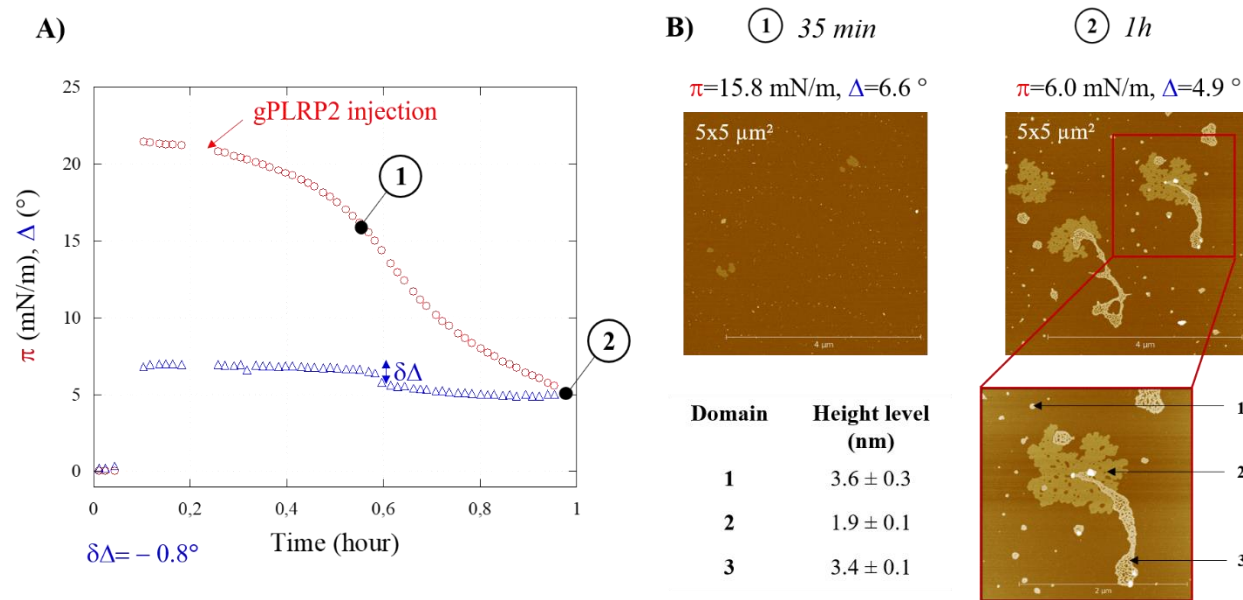 A)
25
20
15
10
5
0
π (mN/m), Δ (°)
gPLRP2 injection
1
2
δΔ
0
0,2
0,4
0,6
0,8
1
Time (hour)
δΔ= − 0.8°
B)
1 35 min
π=15.8 mN/m, Δ=6.6 °
5x5 µm²
4 µm
2 1h
π=6.0 mN/m, Δ=4.9 °
5x5 µm²
4 µm
Domain Height level
(nm)
1 3.6 ± 0.3
2 1.9 ± 0.1
3 3.4 ± 0.1
1
2
3
2 µm